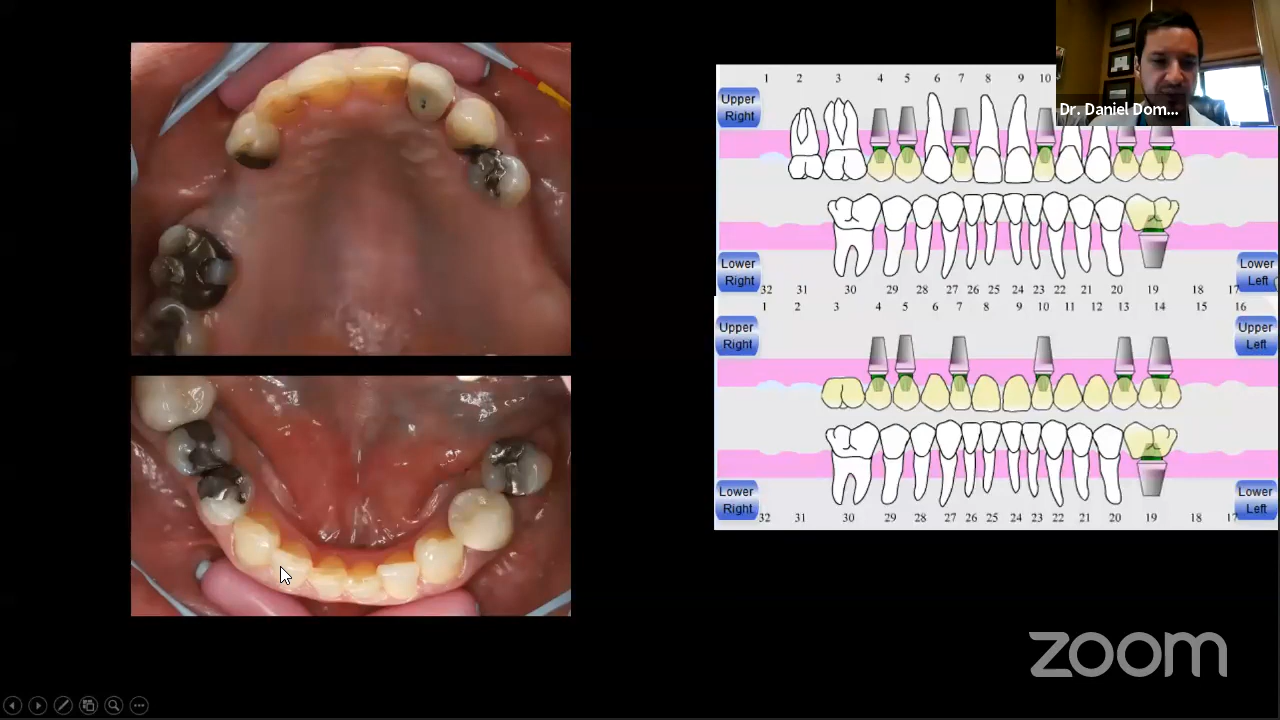 1 2 3 4 5 6 7 8 9 10
Upper
Right
Dr. Daniel Dom...
Lower
Right
Lower
Left
32 31 30 29 28 27 26 25 24 23 22 21 20 19 18 17
1 2 3 4 5 6 7 8 9 10 11 12 13 14 15 16
Upper
Right
Upper
Left
Lower
Right
Lower
Left
32 31 30 29 28 27 26 25 24 23 22 21 20 19 18 17
zoom